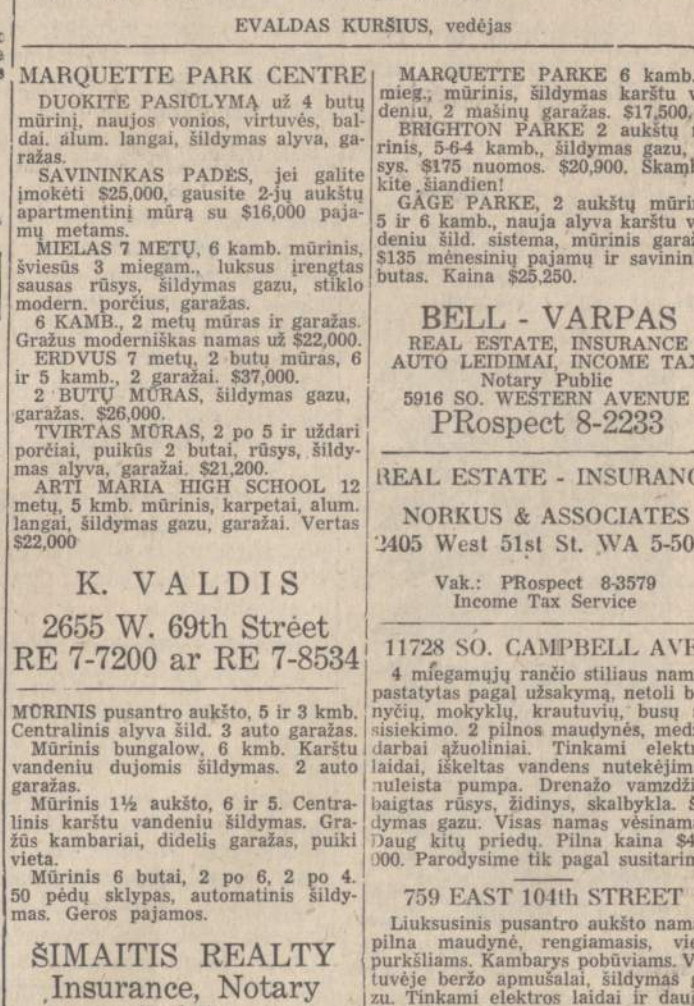 EVALDAS KURŠIUS, vedėjas
MARQUETTE PARK CENTRE
DUOKITE PASIŪLYMĄ už 4 butų
mūrinį, naujos vonios, virtuvės, bal-
dai. alum. langai, šildymas alyva, ga-
ražas.
SAVININKAS PADĖS, jei galite
įmokėti $25,000, gausite 2-jų aukštų
apartmentinį mūrą su $16,000 paja-
mų metams.
MIELAS 7 METŲ, 6 kamb. mūrinis,
šviesūs 3 miegam., luksus įrengtas
sausas rūsys, šildymas gazu, stiklo
modern. porčius, garažas.
6 KAMB., 2 metų mūras ir garažas.
Gražus moderniškas namas už $22,000.
ERDVUS 7 metų, 2 butų mūras, 6
ir 5 kamb., 2 garažai. $37,000.
2 BUTŲ MŪRAS, šildymas gazu,
garažas. $26,000.
TVIRTAS MŪRAS, 2 po 5 ir uždari
porčiai, puikūs 2 butai, rūsys, šildy-
mas alyva, garažai. $21,200.
ARTI MARIA HIGH SCHOOL 12
metų, 5 kmb. mūrinis, karpetai, alum.
langai, šildymas gazu, garažai. Vertas
$22,000
K. VALDIS
2655 W. 69th Street
RE 7-7200 ar RE 7-8534
MŪRINIS pusantro aukšto, 5 ir 3 kmb.
Centralinis alyva šild. 3 auto garažas.
Mūrinis bungalow, 6 kmb. Karštu
vandeniu dujomis šildymas. 2 auto
garažas.
Mūrinis 1½ aukšto, 6 ir 5. Centra-
linis karštu vandeniu šildymas. Gra-
žūs kambariai, didelis garažas, puiki
vieta.
Mūrinis 6 butai, 2 po 6, 2 po 4.
50 pėdų sklypas, automatinis šildy-
mas. Geros pajamos.
ŠIMAITIS REALTY
Insurance, Notary
MARQUETTE PARKE 6 kamb.
mieg., mūrinis, šildymas karštu
deniu, 2 mašinų garažas. $17,500.
BRIGHTON PARKE 2 aukštų
rinis, 5-6-4 kamb., šildymas gazu,
sys. $175 nuomos. $20,900. Skamb
kite šiandien!
GAGE PARKE, 2 aukštų mūrin
5 ir 6 kamb., nauja alyva karštu v
deniu šild. sistema, mūrinis garaž
$135 mėnesinių pajamų ir savinin
butas. Kaina $25,250.
BELL - VARPAS
REAL ESTATE, INSURANCE
AUTO LEIDIMAI, INCOME TAX
Notary Public
5916 SO. WESTERN AVENUE
PRospect 8-2233
REAL ESTATE - INSURANC
NORKUS & ASSOCIATES
2405 West 51st St. WA 5-50
Vak.: PRospect 8-3579
Income Tax Service
11728 SO. CAMPBELL AVE
4 miegamųjų rančio stiliaus nam
pastatytas pagal užsakymą, netoli b
nyčių, mokyklų, krautuvių, busų
sisiekimo. 2 pilnos maudynės, med
darbai ąžuoliniai. Tinkami elektr
laidai, iškeltas vandens nutekėjim
nuleista pumpa. Drenažo vamzdži
baigtas rūsys, židinys, skalbykla. Š
dymas gazu. Visas namas vėsinam
Daug kitų priedų. Pilna kaina $4
000. Parodysime tik pagal susitarim
759 EAST 104th STREET
Liuksusinis pusantro aukšto nam
pilna maudynė, rengiamasis, vie
purkšliams. Kambarys pobūviams. V
tuvėje beržo apmušalai, šildymas
zu. Tinkami elektros laidai ir daug